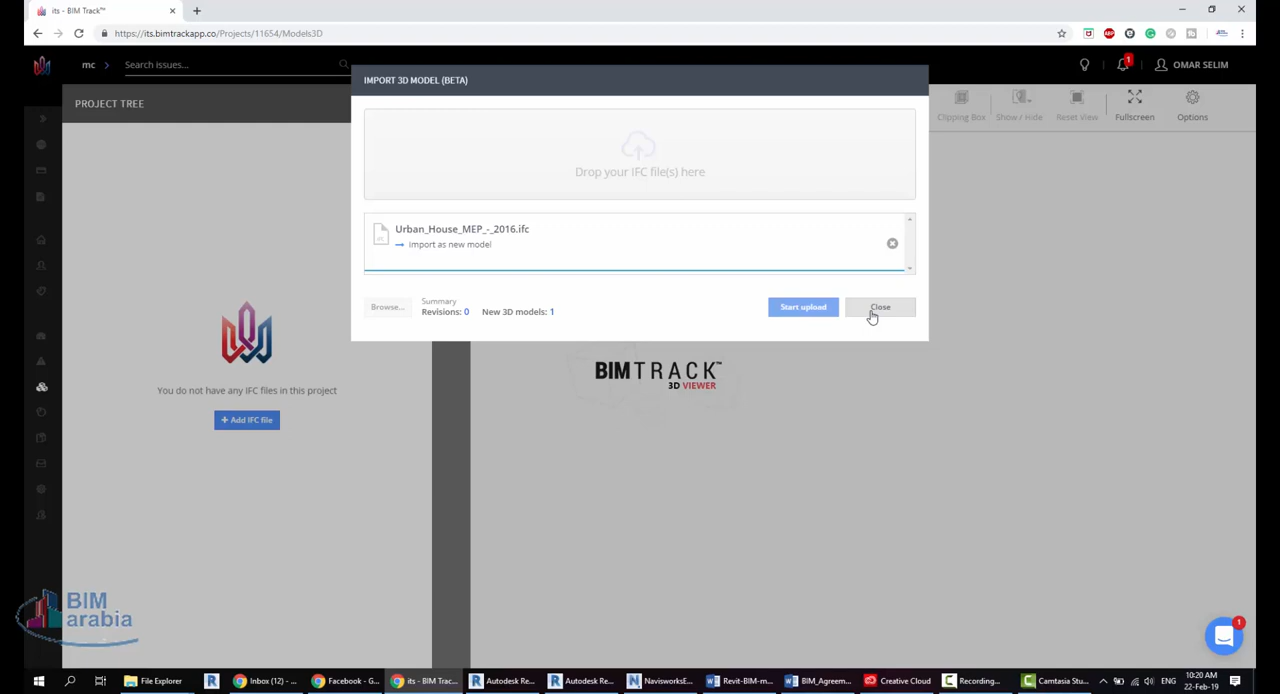 its - BIM Track™
https://its.bimtrackapp.co/Projects/11654/Models3D
mc
Search issues...
1
OMAR SELIM
IMPORT 3D MODEL (BETA)
PROJECT TREE
Clipping Box
Show / Hide
Reset View
Fullscreen
Options
Drop your IFC file(s) here
Urban_House_MEP_-_2016.ifc
Import as new model
Browse...
Summary
Revisions: 0 New 3D models: 1
Start upload
Close
You do not have any IFC files in this project
+ Add IFC file
BIMTRACK™
3D VIEWER
BIM
arabia
1
File Explorer
Inbox (12) - ...
Facebook - G...
its - BIM Trac...
Autodesk Re...
Autodesk Re...
NavisworksE...
Revit-BIM-m...
BIM_Agreem...
Creative Cloud
Recording...
Camtasia Stu...
ENG
10:20 AM
22-Feb-19